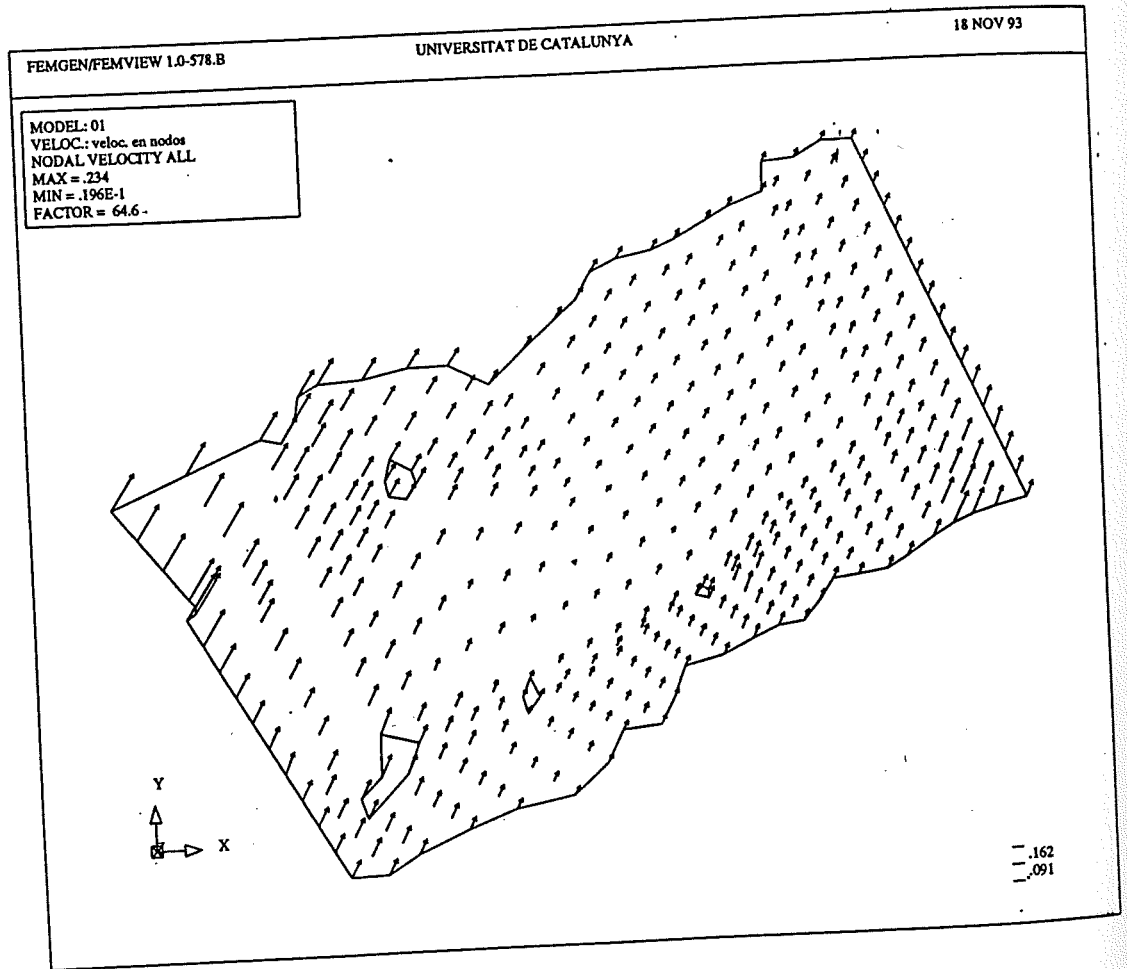 FEMGEN/FEMVIEW 1.0-578.B
UNIVERSITAT DE CATALUNYA
18 NOV 93
MODEL: 01
VELOC.: veloc. en nodos
NODAL VELOCITY ALL
MAX = .234
MIN = .196E-1
FACTOR = 64.6
Y
X
.162
.091